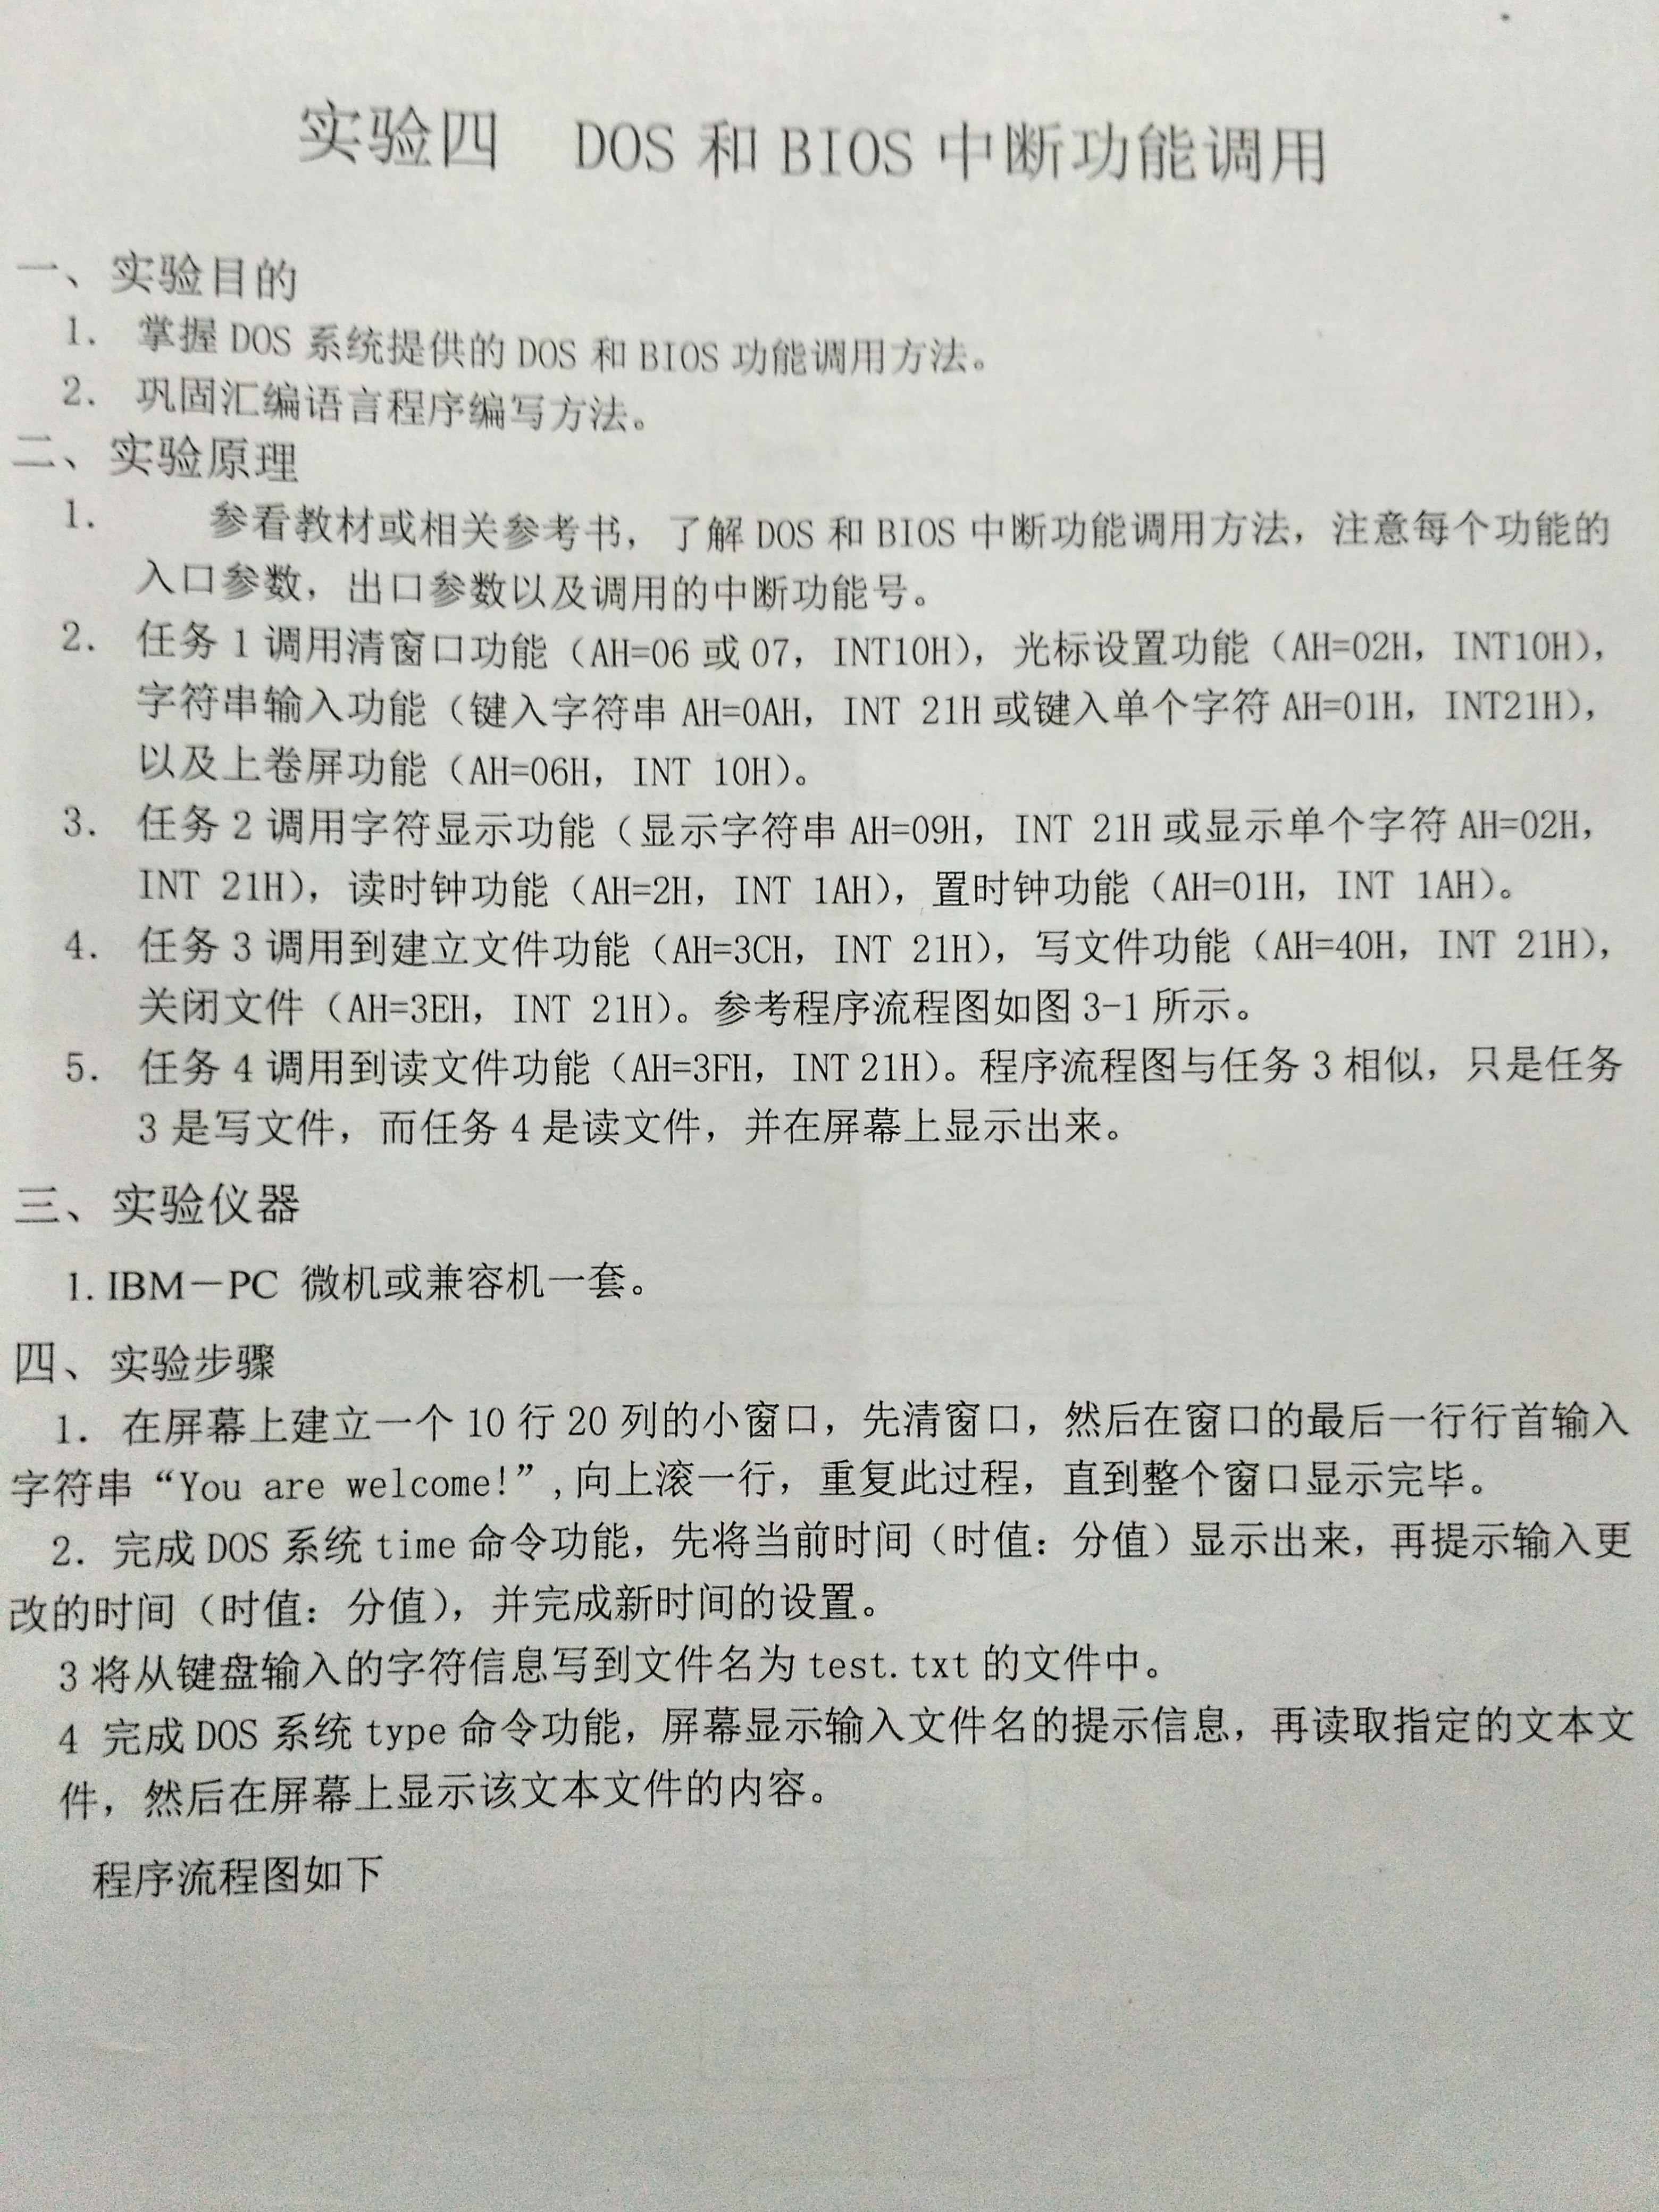 实验四 DOS 和 BIOS 中断功能调用
一、实验目的
1. 掌握 DOS 系统提供的 DOS 和 BIOS 功能调用方法。
2. 巩固汇编语言程序编写方法。
二、实验原理
1. 参看教材或相关参考书，了解 DOS 和 BIOS 中断功能调用方法，注意每个功能的
入口参数，出口参数以及调用的中断功能号。
2. 任务 1 调用清窗口功能（AH=06 或 07，INT10H），光标设置功能（AH=02H，INT10H），
字符串输入功能（键入字符串 AH=0AH，INT 21H 或键入单个字符 AH=01H，INT21H），
以及上卷屏功能（AH=06H，INT 10H）。
3. 任务 2 调用字符显示功能（显示字符串 AH=09H，INT 21H 或显示单个字符 AH=02H，
INT 21H），读时钟功能（AH=2H，INT 1AH），置时钟功能（AH=01H，INT 1AH）。
4. 任务 3 调用到建立文件功能（AH=3CH，INT 21H），写文件功能（AH=40H，INT 21H），
关闭文件（AH=3EH，INT 21H）。参考程序流程图如图 3-1 所示。
5. 任务 4 调用到读文件功能（AH=3FH，INT 21H）。程序流程图与任务 3 相似，只是任务
3 是写文件，而任务 4 是读文件，并在屏幕上显示出来。
三、实验仪器
1. IBM－PC 微机或兼容机一套。
四、实验步骤
1. 在屏幕上建立一个 10 行 20 列的小窗口，先清窗口，然后在窗口的最后一行行首输入
字符串“You are welcome!”,向上滚一行，重复此过程，直到整个窗口显示完毕。
2. 完成 DOS 系统 time 命令功能，先将当前时间（时值：分值）显示出来，再提示输入更
改的时间（时值：分值），并完成新时间的设置。
3 将从键盘输入的字符信息写到文件名为 test.txt 的文件中。
4 完成 DOS 系统 type 命令功能，屏幕显示输入文件名的提示信息，再读取指定的文本文
件，然后在屏幕上显示该文本文件的内容。
程序流程图如下